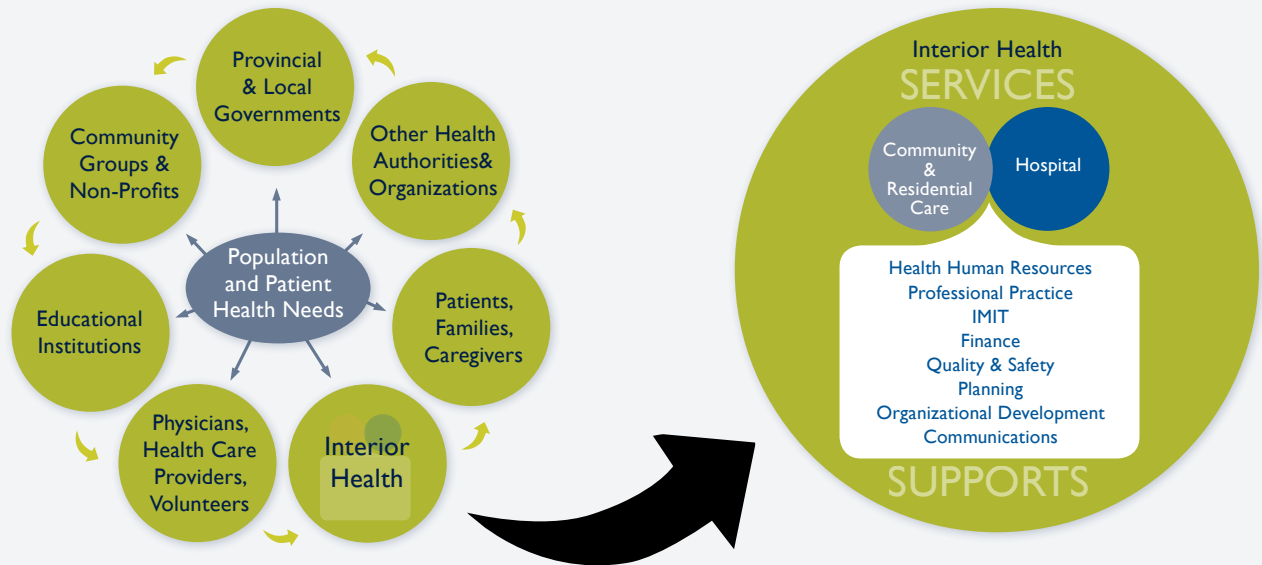 Provincial
& Local
Governments
Other Health
Authorities&
Organizations
Patients,
Families,
Caregivers
Interior
Health
Physicians,
Health Care
Providers,
Volunteers
Educational
Institutions
Community
Groups &
Non-Profits
Population
and Patient
Health Needs
Interior Health
SERVICES
Community
&
Residential
Care
Hospital
Health Human Resources
Professional Practice
IMIT
Finance
Quality & Safety
Planning
Organizational Development
Communications
SUPPORTS